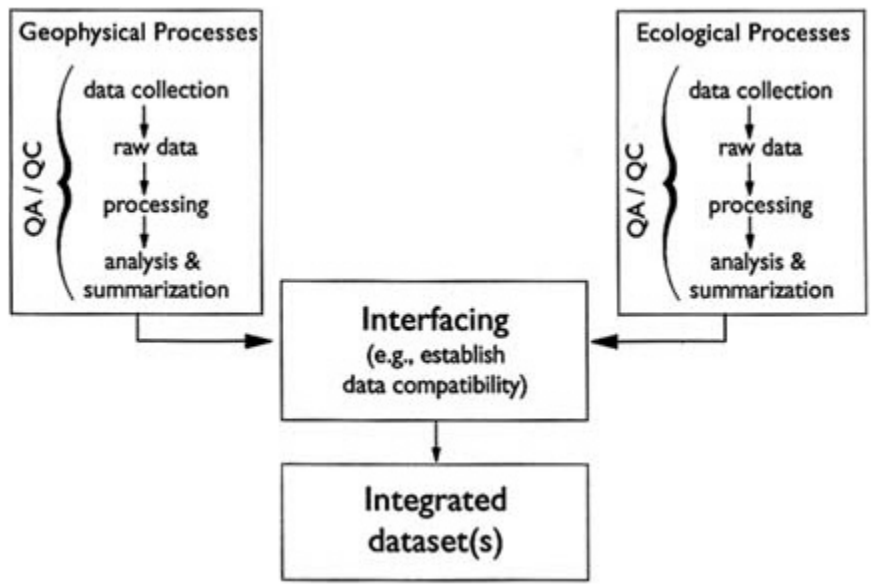 Geophysical Processes
QA / QC
data collection
raw data
processing
analysis &
summarization
Ecological Processes
QA / QC
data collection
raw data
processing
analysis &
summarization
Interfacing
(e.g., establish
data compatibility)
Integrated
dataset(s)